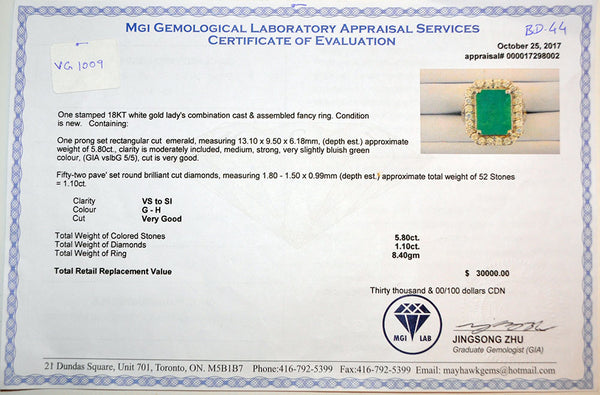 MGI GEMOLOGICAL LABORATORY APPRAISAL SERVICES
CERTIFICATE OF EVALUATION
BD-44
VG1009
October 25, 2017
appraisal# 000017298002
One stamped 18KT white gold lady's combination cast & assembled fancy ring. Condition
is new. Containing:
One prong set rectangular cut emerald, measuring 13.10 x 9.50 x 6.18mm, (depth est.) approximate
weight of 5.80ct., clarity is moderately included, medium, strong, very slightly bluish green
colour, (GIA vslbG 5/5), cut is very good.
Fifty-two pave' set round brilliant cut diamonds, measuring 1.80 - 1.50 x 0.99mm (depth est.) approximate total weight of 52 Stones
= 1.10ct.
Clarity VS to SI
Colour G - H
Cut Very Good
Total Weight of Colored Stones 5.80ct.
Total Weight of Diamonds 1.10ct.
Total Weight of Ring 8.40gm
Total Retail Replacement Value $ 30000.00
Thirty thousand & 00/100 dollars CDN
MGI LAB
JINGSONG ZHU
Graduate Gemologist (GIA)
21 Dundas Square, Unit 701, Toronto, ON. M5B1B7 Phone:416-792-5399 Fax:416-792-5399 Email: mayhawkgems@hotmail.com